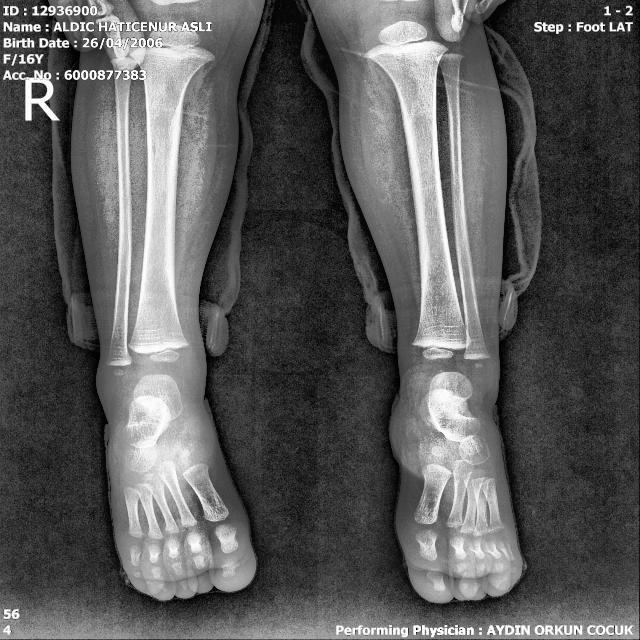 ID : 12936900
Name : ALDIC HATICENUR ASLI
Birth Date : 26/04/2006
F/16Y
Acc. No : 6000877383
R
1 - 2
Step : Foot LAT
56
4
Performing Physician : AYDIN ORKUN COCUK